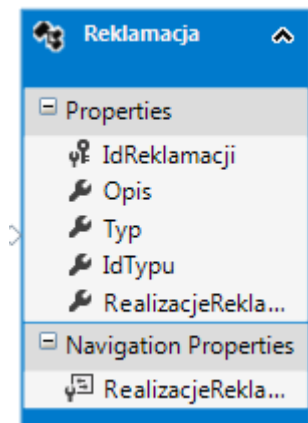 Reklamacja
Properties
IdReklamacji
Opis
Typ
IdTypu
RealizacjeRekla...
Navigation Properties
RealizacjeRekla...